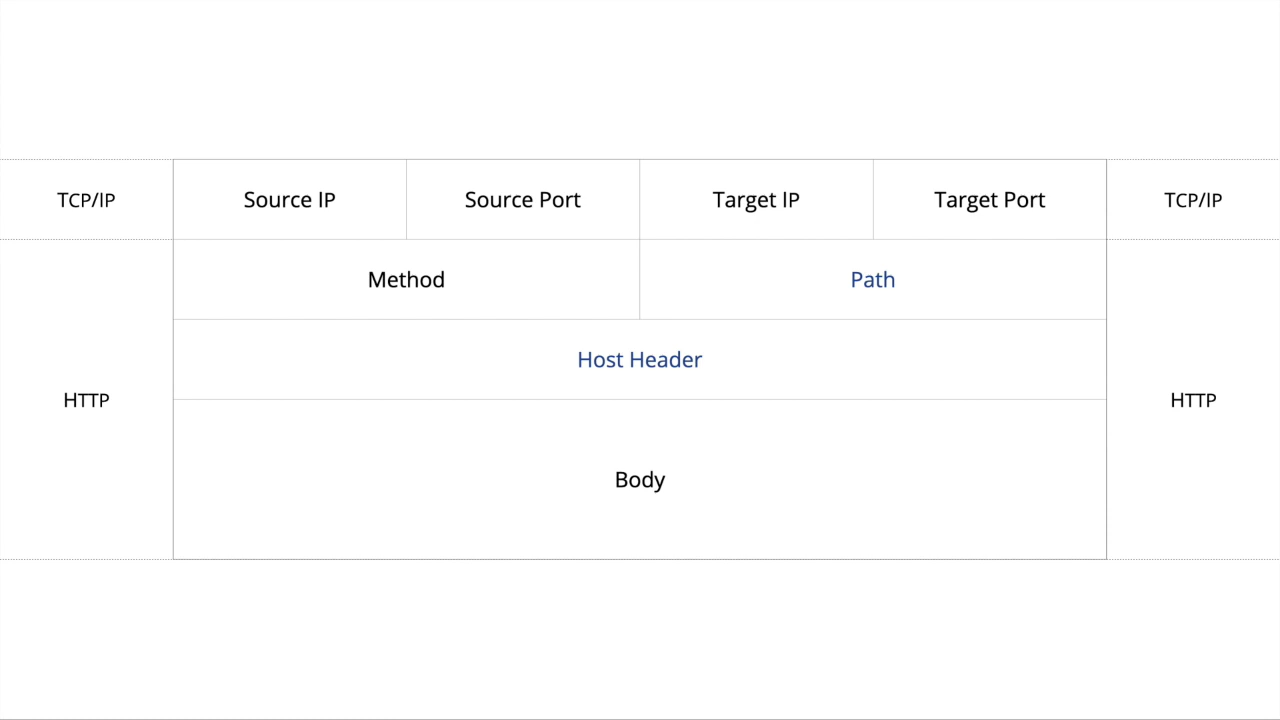 TCP/IP
Source IP
Source Port
Target IP
Target Port
TCP/IP
Method
Path
Host Header
HTTP
HTTP
Body